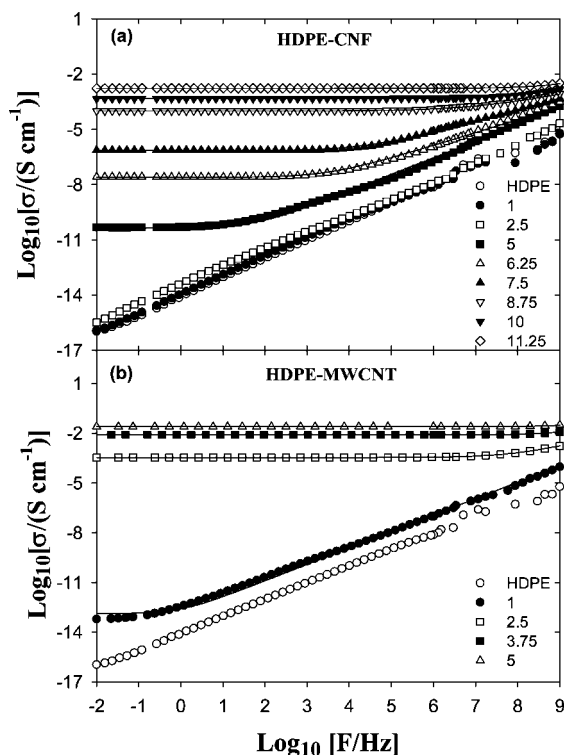 (a)
HDPE-CNF
Log10[σ/(S cm-1)]
1
-2
-5
-8
-11
-14
-17
HDPE
1
2.5
5
6.25
7.5
8.75
10
11.25
(b)
HDPE-MWCNT
Log10[σ/(S cm-1)]
1
-2
-5
-8
-11
-14
-17
HDPE
1
2.5
3.75
5
-2 -1 0 1 2 3 4 5 6 7 8 9
Log10 [F/Hz]